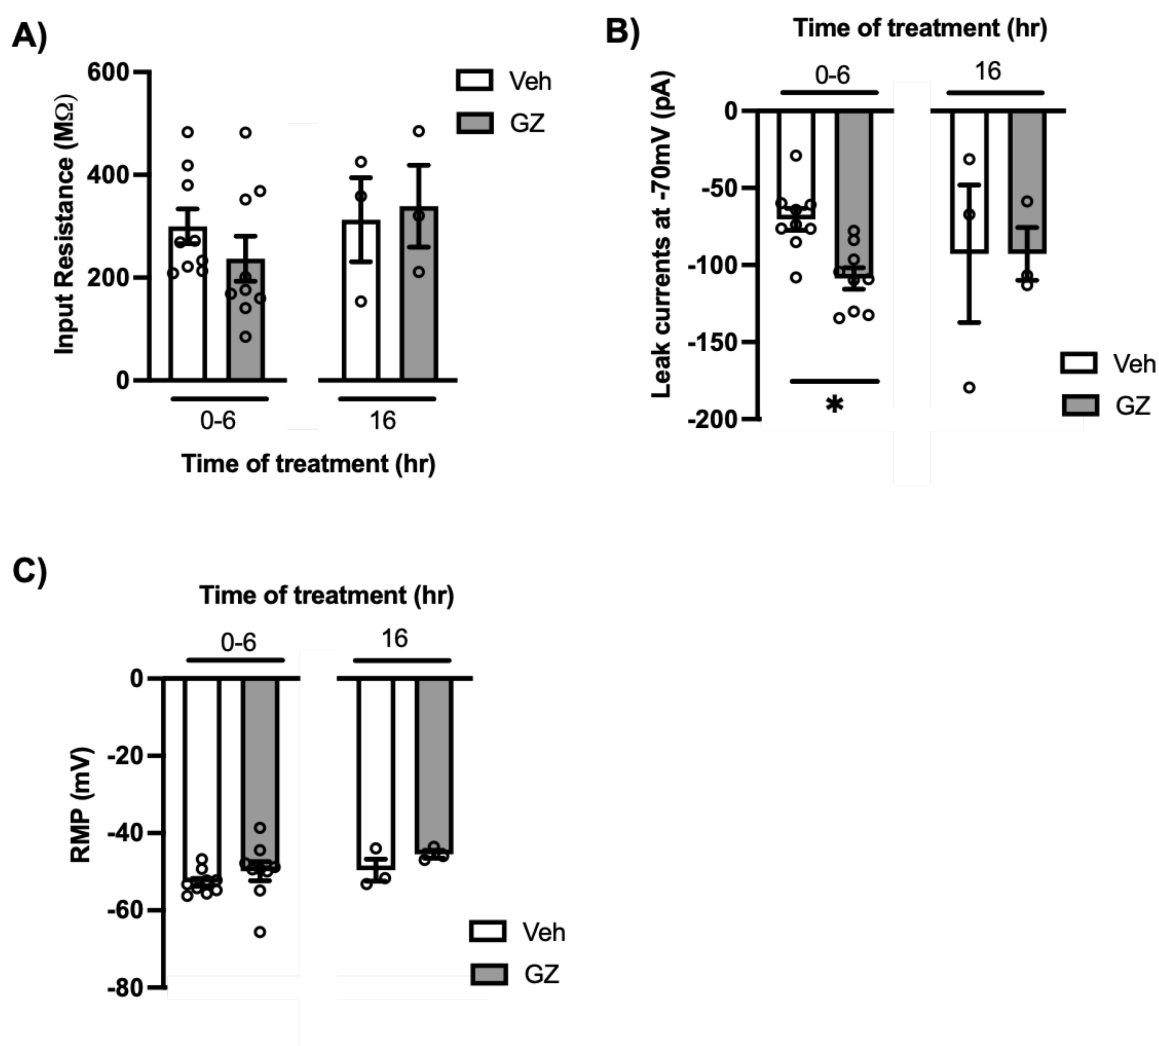 A)
600
400
200
0
Input Resistance (MΩ)
Veh
GZ
0-6
16
Time of treatment (hr)
B)
Time of treatment (hr)
0-6
16
0
-50
-100
-150
-200
Leak currents at -70mV (pA)
*
Veh
GZ
C)
Time of treatment (hr)
0-6
16
0
-20
-40
-60
-80
RMP (mV)
Veh
GZ